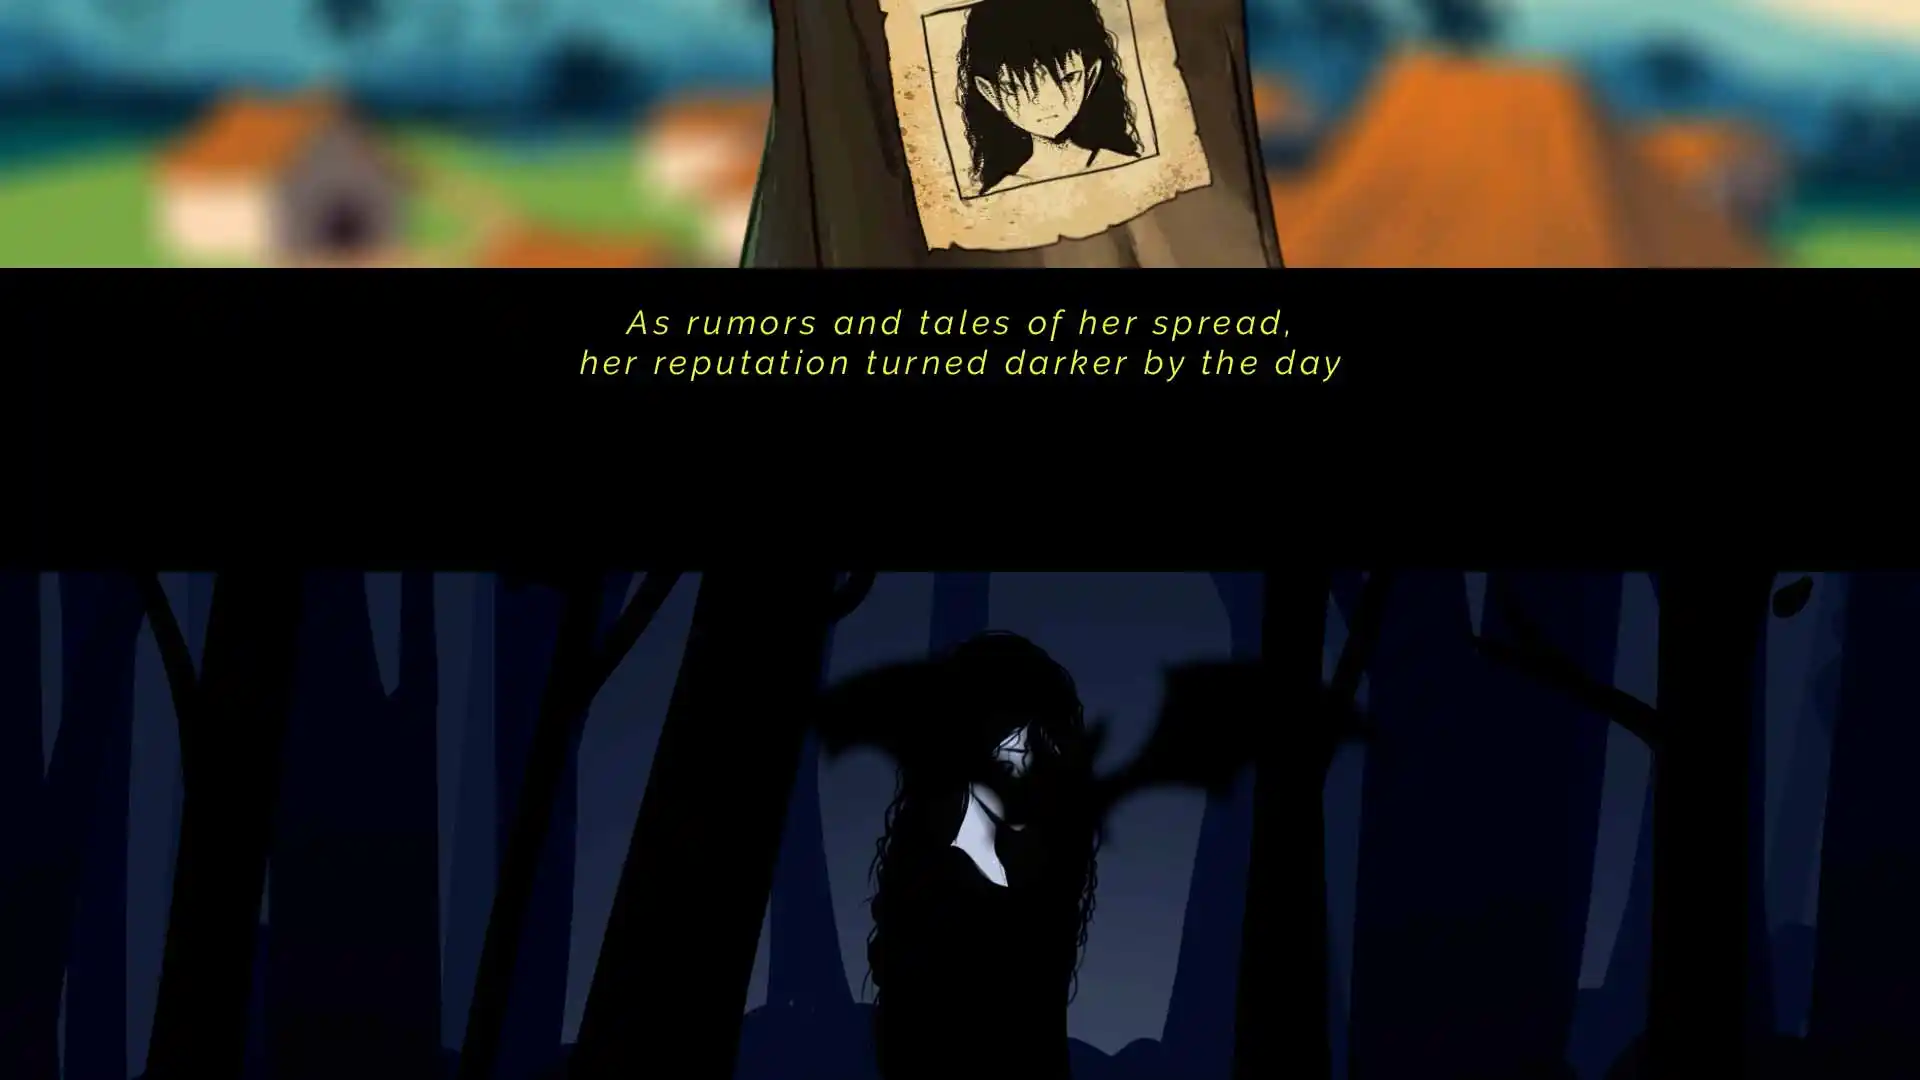 As rumors and tales of her spread,
her reputation turned darker by the day